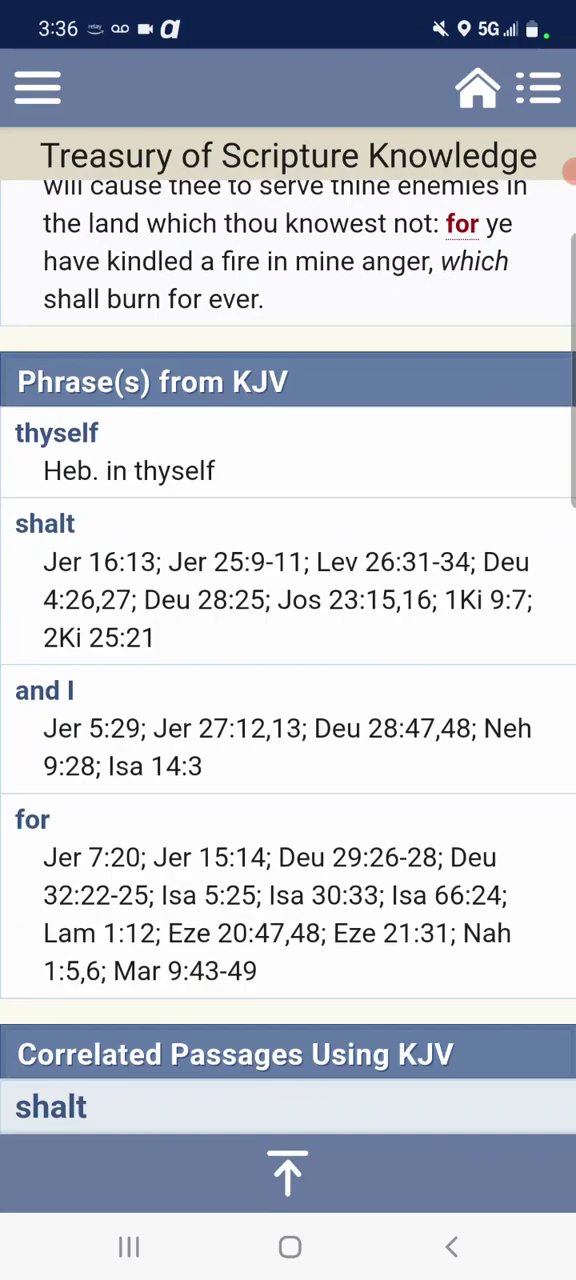 3:36 relay a 5G
Treasury of Scripture Knowledge
will cause thee to serve thine enemies in
the land which thou knowest not: for ye
have kindled a fire in mine anger, which
shall burn for ever.
Phrase(s) from KJV
thyself
Heb. in thyself
shalt
Jer 16:13; Jer 25:9-11; Lev 26:31-34; Deu
4:26,27; Deu 28:25; Jos 23:15,16; 1Ki 9:7;
2Ki 25:21
and I
Jer 5:29; Jer 27:12,13; Deu 28:47,48; Neh
9:28; Isa 14:3
for
Jer 7:20; Jer 15:14; Deu 29:26-28; Deu
32:22-25; Isa 5:25; Isa 30:33; Isa 66:24;
Lam 1:12; Eze 20:47,48; Eze 21:31; Nah
1:5,6; Mar 9:43-49
Correlated Passages Using KJV
shalt